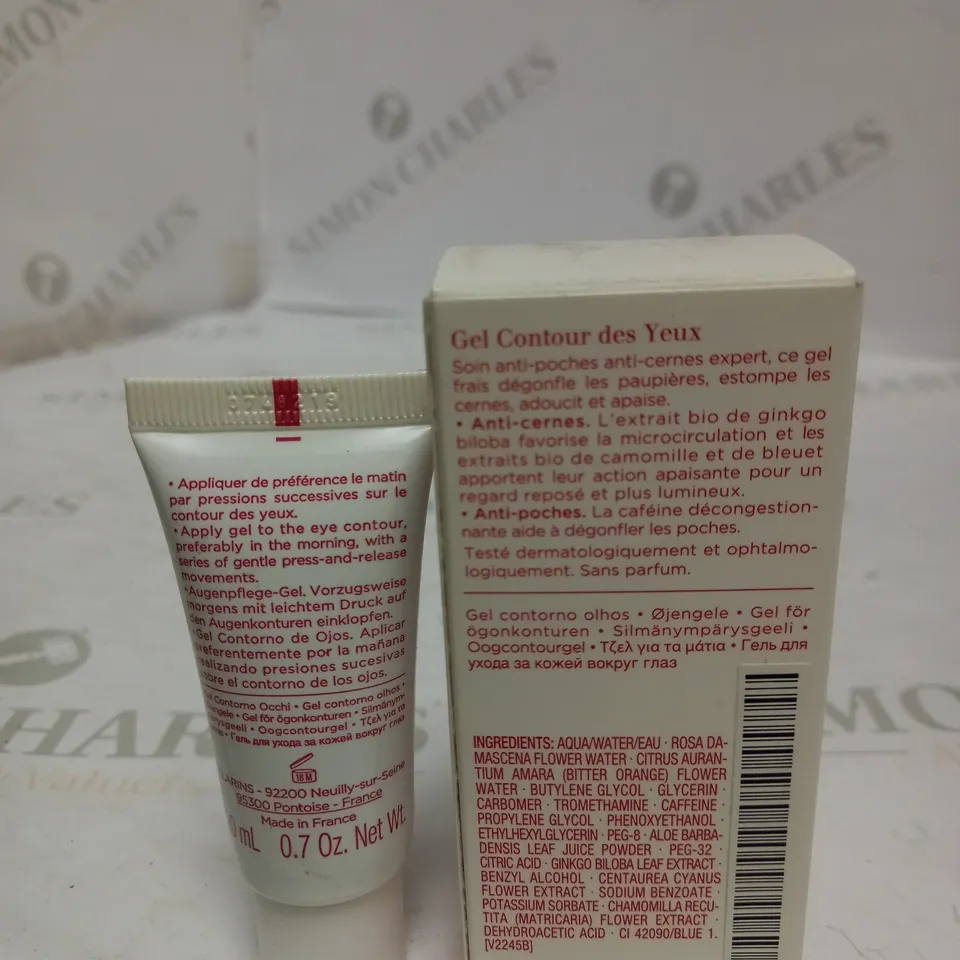 SIMON CHARLES
Gel Contour des Yeux
Soin anti-poches anti-cernes expert, ce gel
frais dégonfle les paupières, estompe les
cernes, adoucit et apaise.
• Anti-cernes. L'extrait bio de ginkgo
biloba favorise la microcirculation et les
extraits bio de camomille et de bleuet
apportent leur action apaisante pour un
regard reposé et plus lumineux.
• Anti-poches. La caféine décongestion-
nante aide à dégonfler les poches.
Testé dermatologiquement et ophtalmo-
logiquement. Sans parfum.
Gel contorno olhos • Øjengele • Gel för
ögonkonturen • Silmänympärysgeeli •
Oogcontourgel • Τζελ για τα μάτια • Гель для
ухода за кожей вокруг глаз
INGREDIENTS: AQUA/WATER/EAU · ROSA DA-
MASCENA FLOWER WATER · CITRUS AURAN-
TIUM AMARA (BITTER ORANGE) FLOWER
WATER · BUTYLENE GLYCOL · GLYCERIN
CARBOMER · TROMETHAMINE · CAFFEINE ·
PROPYLENE GLYCOL · PHENOXYETHANOL ·
ETHYLHEXYLGLYCERIN · PEG-8 · ALOE BARBA-
DENSIS LEAF JUICE POWDER · PEG-32 ·
CITRIC ACID · GINKGO BILOBA LEAF EXTRACT ·
BENZYL ALCOHOL · CENTAUREA CYANUS
FLOWER EXTRACT · SODIUM BENZOATE ·
POTASSIUM SORBATE · CHAMOMILLA RECU-
TITA (MATRICARIA) FLOWER EXTRACT ·
DEHYDROACETIC ACID · CI 42090/BLUE 1.
[V2245B]
• Appliquer de préférence le matin
par pressions successives sur le
contour des yeux.
•Apply gel to the eye contour,
preferably in the morning, with a
series of gentle press-and-release
movements.
•Augenpflege-Gel. Vorzugsweise
morgens mit leichtem Druck auf
den Augenkonturen einklopfen.
•Gel Contorno de Ojos. Aplicar
preferentemente por la mañana
realizando presiones sucesivas
sobre el contorno de los ojos.
Contorno Occhi • Gel contorno olhos •
• Gel för ögonkonturen • Silmänym-
• Oogcontourgel • Τζελ για τα
• Гель для ухода за кожей вокруг глаз
18 M
CLARINS - 92200 Neuilly-sur-Seine
95300 Pontoise - France
Made in France
mL 0.7 Oz. Net Wt.